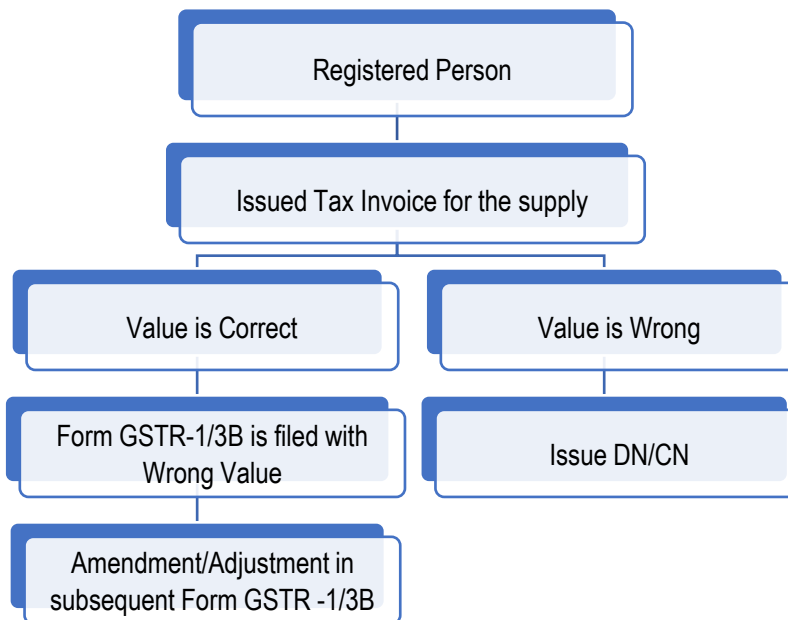 Registered Person
Issued Tax Invoice for the supply
Value is Correct
Value is Wrong
Form GSTR-1/3B is filed with
Wrong Value
Issue DN/CN
Amendment/Adjustment in
subsequent Form GSTR -1/3B